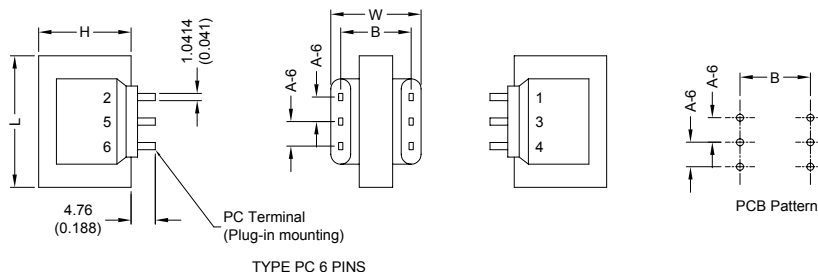 H
1.0414
(0.041)
L
2
5
6
4.76
(0.188)
PC Terminal
(Plug-in mounting)
W
B
A-6
A-6
1
3
4
B
A-6
A-6
PCB Pattern
TYPE PC 6 PINS